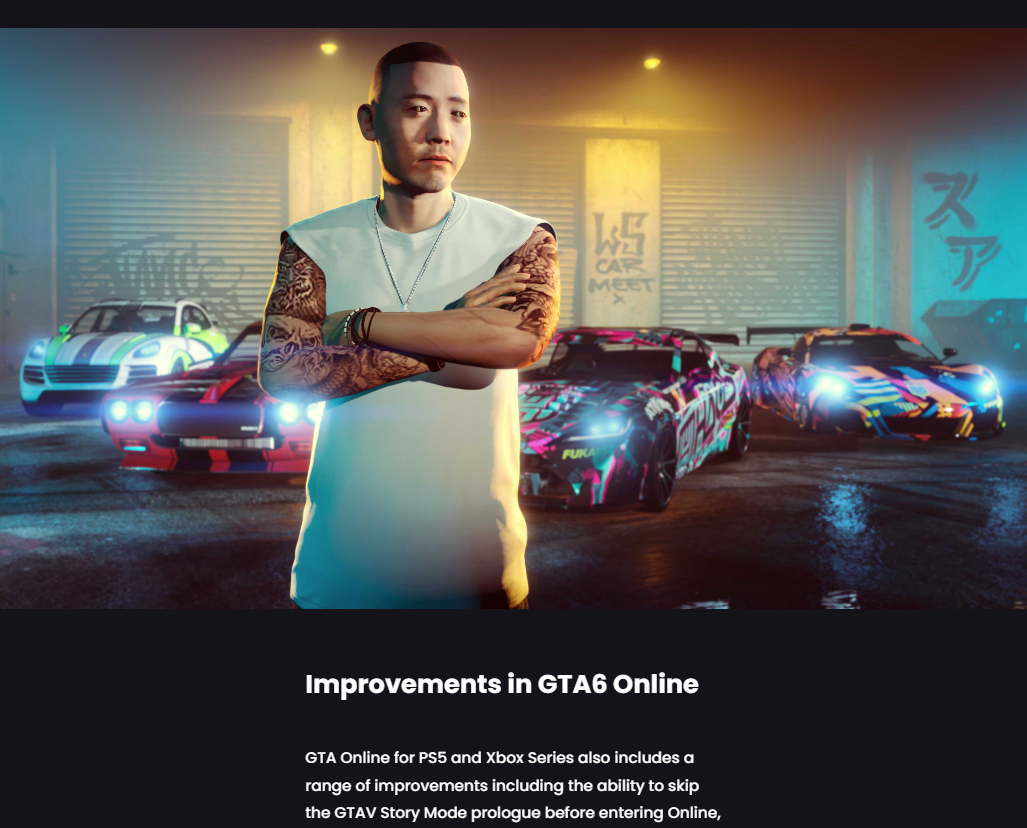 WS
CAR
MEET
X
ズ
ア
FUKA
Improvements in GTA6 Online
GTA Online for PS5 and Xbox Series also includes a
range of improvements including the ability to skip
the GTAV Story Mode prologue before entering Online,